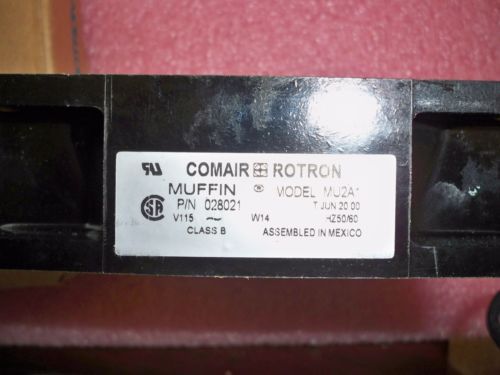 COMAIR ROTRON
MUFFIN ® MODEL MU2A1
P/N 028021 T JUN 20 00
V115 ~ W14 HZ50/60
CLASS B ASSEMBLED IN MEXICO